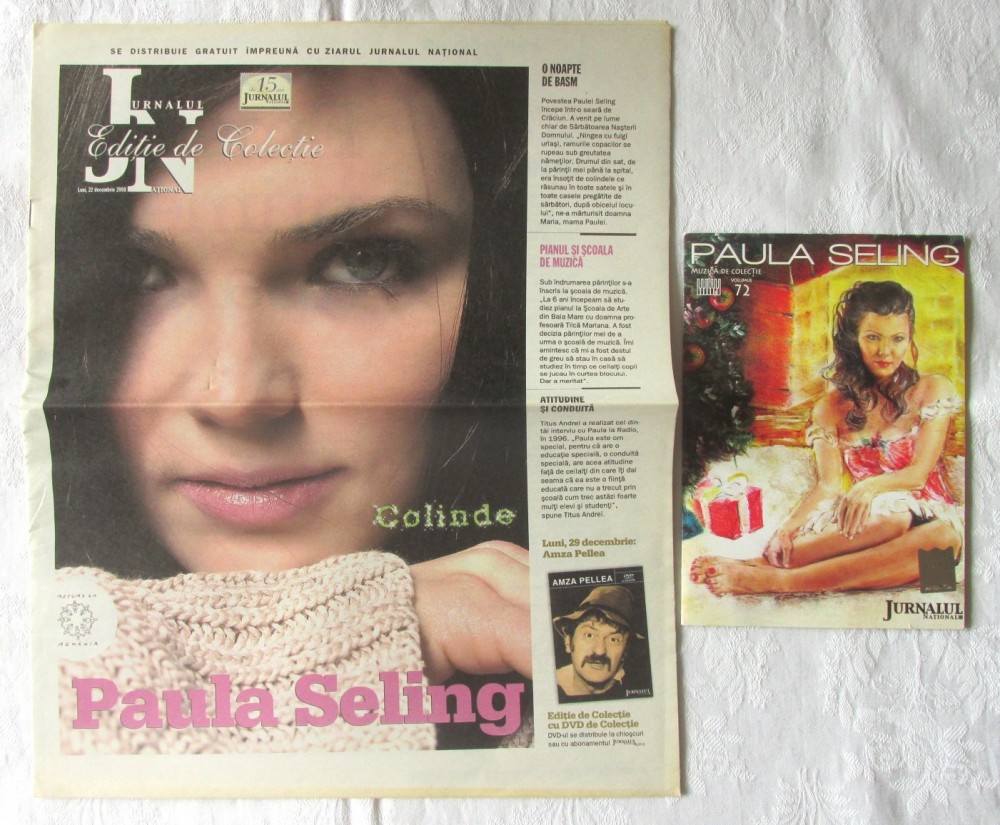 SE DISTRIBUIE GRATUIT ÎMPREUNĂ CU ZIARUL JURNALUL NAȚIONAL
JURNALUL
NAȚIONAL
Ediție de Colecție
Luni, 22 decembrie 2008
15
JURNALUL
O NOAPTE
DE BASM
Povestea Paulei Seling
începe într-o seară de
Crăciun. A venit pe lume
chiar de Sărbătoarea Nașterii
Domnului. „Ningea cu fulgi
uriași, ramurile copacilor se
rupeau sub greutatea
nămeților. Drumul din sat, de
la părinții mei până la spital,
era însoțit de colindele ce
răsunau în toate satele și în
toate casele pregătite de
sărbători, după obiceiul locu-
lui”, ne-a mărturisit doamna
Maria, mama Paulei.
PIANUL ȘI ȘCOALA
DE MUZICĂ
Sub îndrumarea părinților s-a
înscris la școala de muzică.
„La 6 ani începeam să stu-
diez pianul la Școala de Arte
din Baia Mare cu doamna pro-
fesoară Tilcă Mariana. A fost
decizia părinților mei de a
urma o școală de muzică. Îmi
amintesc că mi-a fost destul
de greu să stau în casă să
studiez în timp ce ceilalți copii
se jucau în curtea blocului.
Dar a meritat”.
ATITUDINE
ȘI CONDUITĂ
Titus Andrei a realizat cel din-
tâi interviu cu Paula la Radio,
în 1996. „Paula este om
special, pentru că are o
educație specială, o conduită
specială, are acea atitudine
față de ceilalți din care îți dai
seama că ea este o ființă
educată care nu a trecut prin
școală cum trec astăzi foarte
mulți elevi și studenți”,
spune Titus Andrei.
Colinde
Luni, 29 decembrie:
Amza Pellea
AMZA PELLEA
DVD
JURNALUL
Paula Seling
Ediție de Colecție
cu DVD de Colecție
DVD-ul se distribuie la chioșcuri
sau cu abonamentul JURNALUL
PAULA SELING
MUZICĂ DE COLECȚIE
VOLUMUL
72
JURNALUL
NAȚIONAL